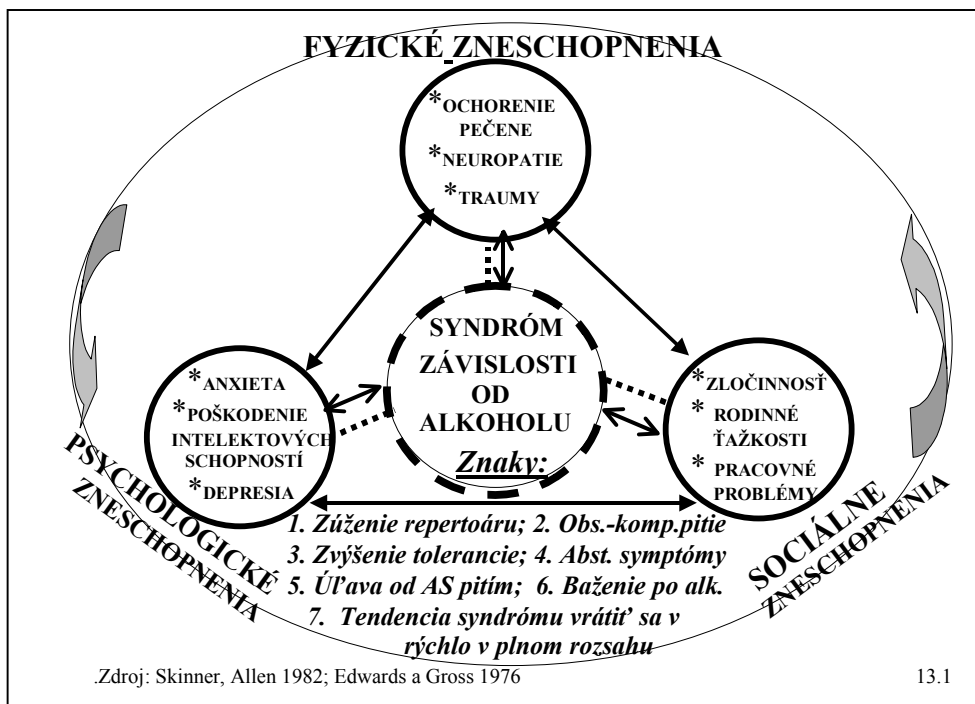 FYZICKÉ ZNESCHOPNENIA
*OCHORENIE
PEČENE
*NEUROPATIE
*TRAUMY
SYNDRÓM
ZÁVISLOSTI
OD
ALKOHOLU
Znaky:
*ANXIETA
*POŠKODENIE
INTELEKTOVÝCH
SCHOPNOSTÍ
*DEPRESIA
*ZLOČINNOSŤ
* RODINNÉ
ŤAŽKOSTI
* PRACOVNÉ
PROBLÉMY
PSYCHOLOGICKÉ
ZNESCHOPNENIA
SOCIÁLNE
ZNESCHOPNENIA
1. Zúženie repertoáru; 2. Obs.-komp.pitie
3. Zvýšenie tolerancie; 4. Abst. symptómy
5. Úľava od AS pitím; 6. Baženie po alk.
7. Tendencia syndrómu vrátiť sa v
rýchlo v plnom rozsahu
.Zdroj: Skinner, Allen 1982; Edwards a Gross 1976
13.1